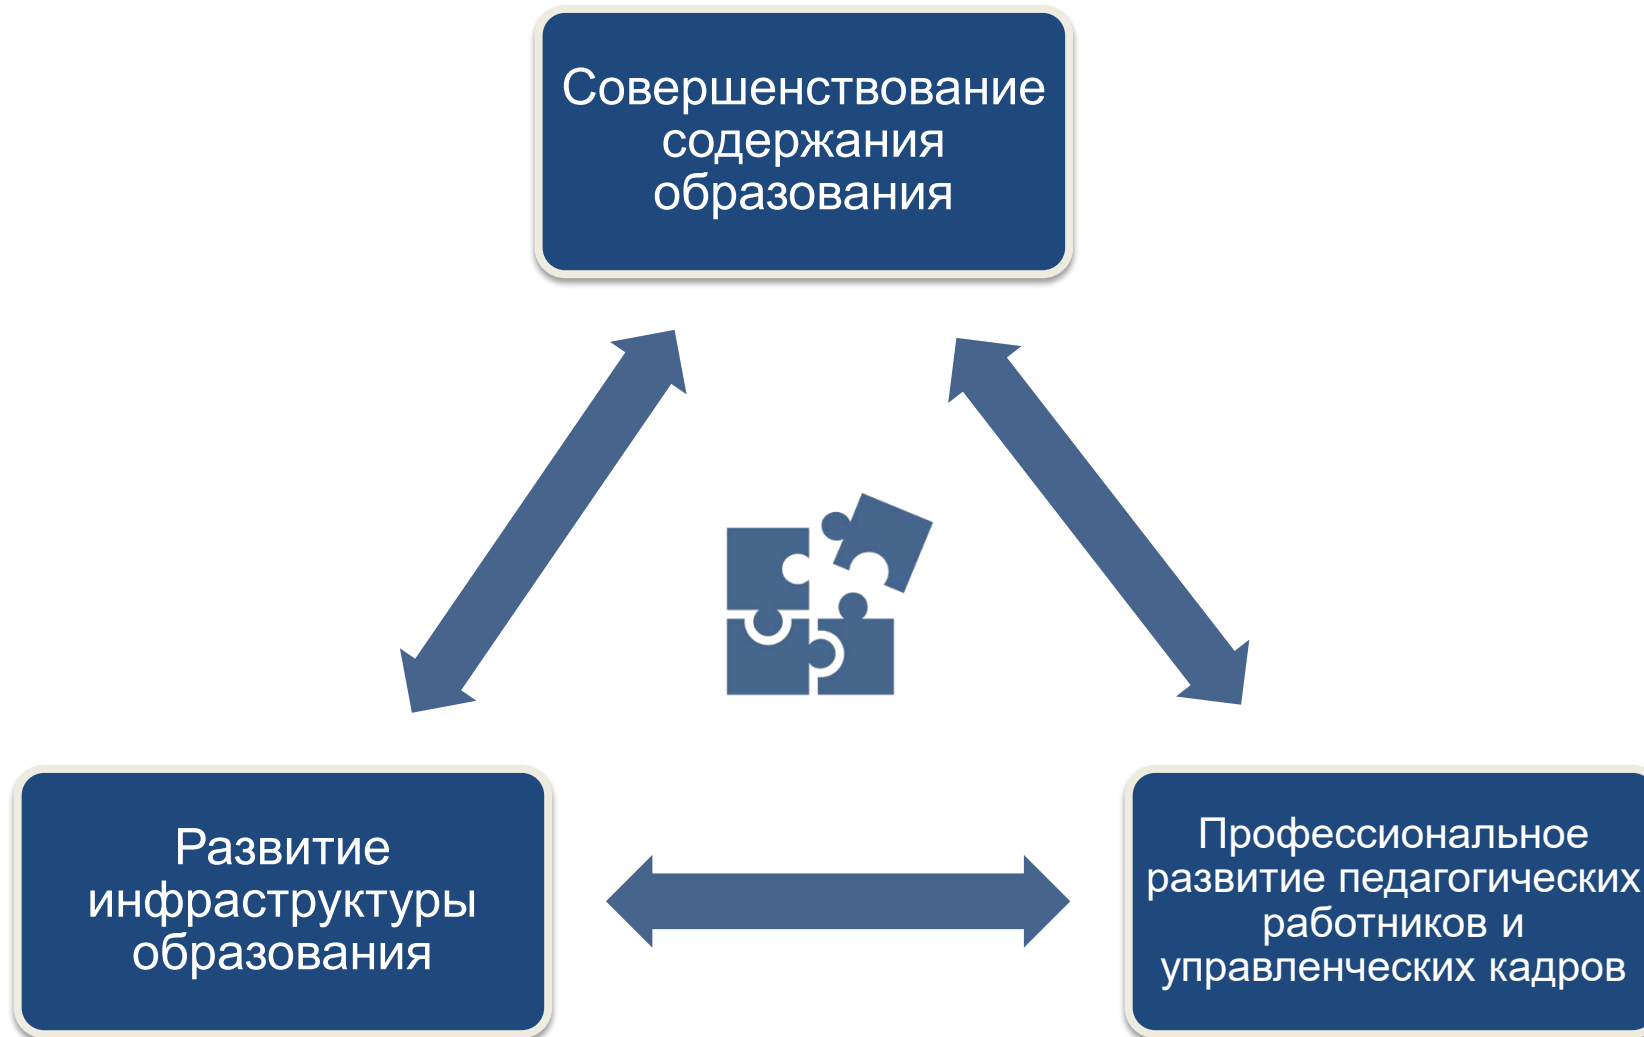 Совершенствование
содержания
образования
Развитие
инфраструктуры
образования
Профессиональное
развитие педагогических
работников и
управленческих кадров